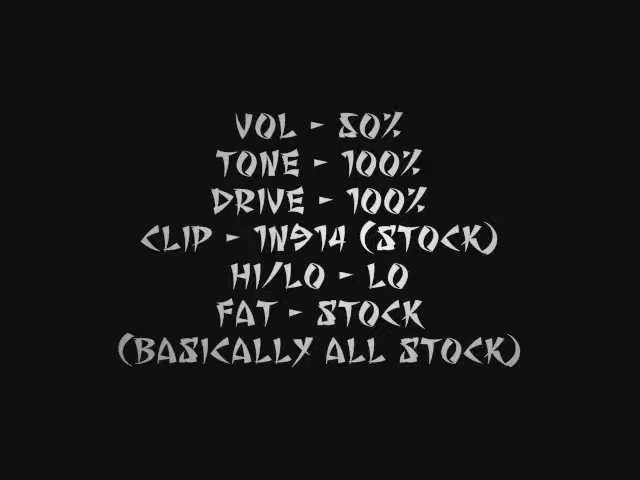 VOL - 50%
TONE - 100%
DRIVE - 100%
CLIP - 1N914 (STOCK)
HI/LO - LO
FAT - STOCK
(BASICALLY ALL STOCK)